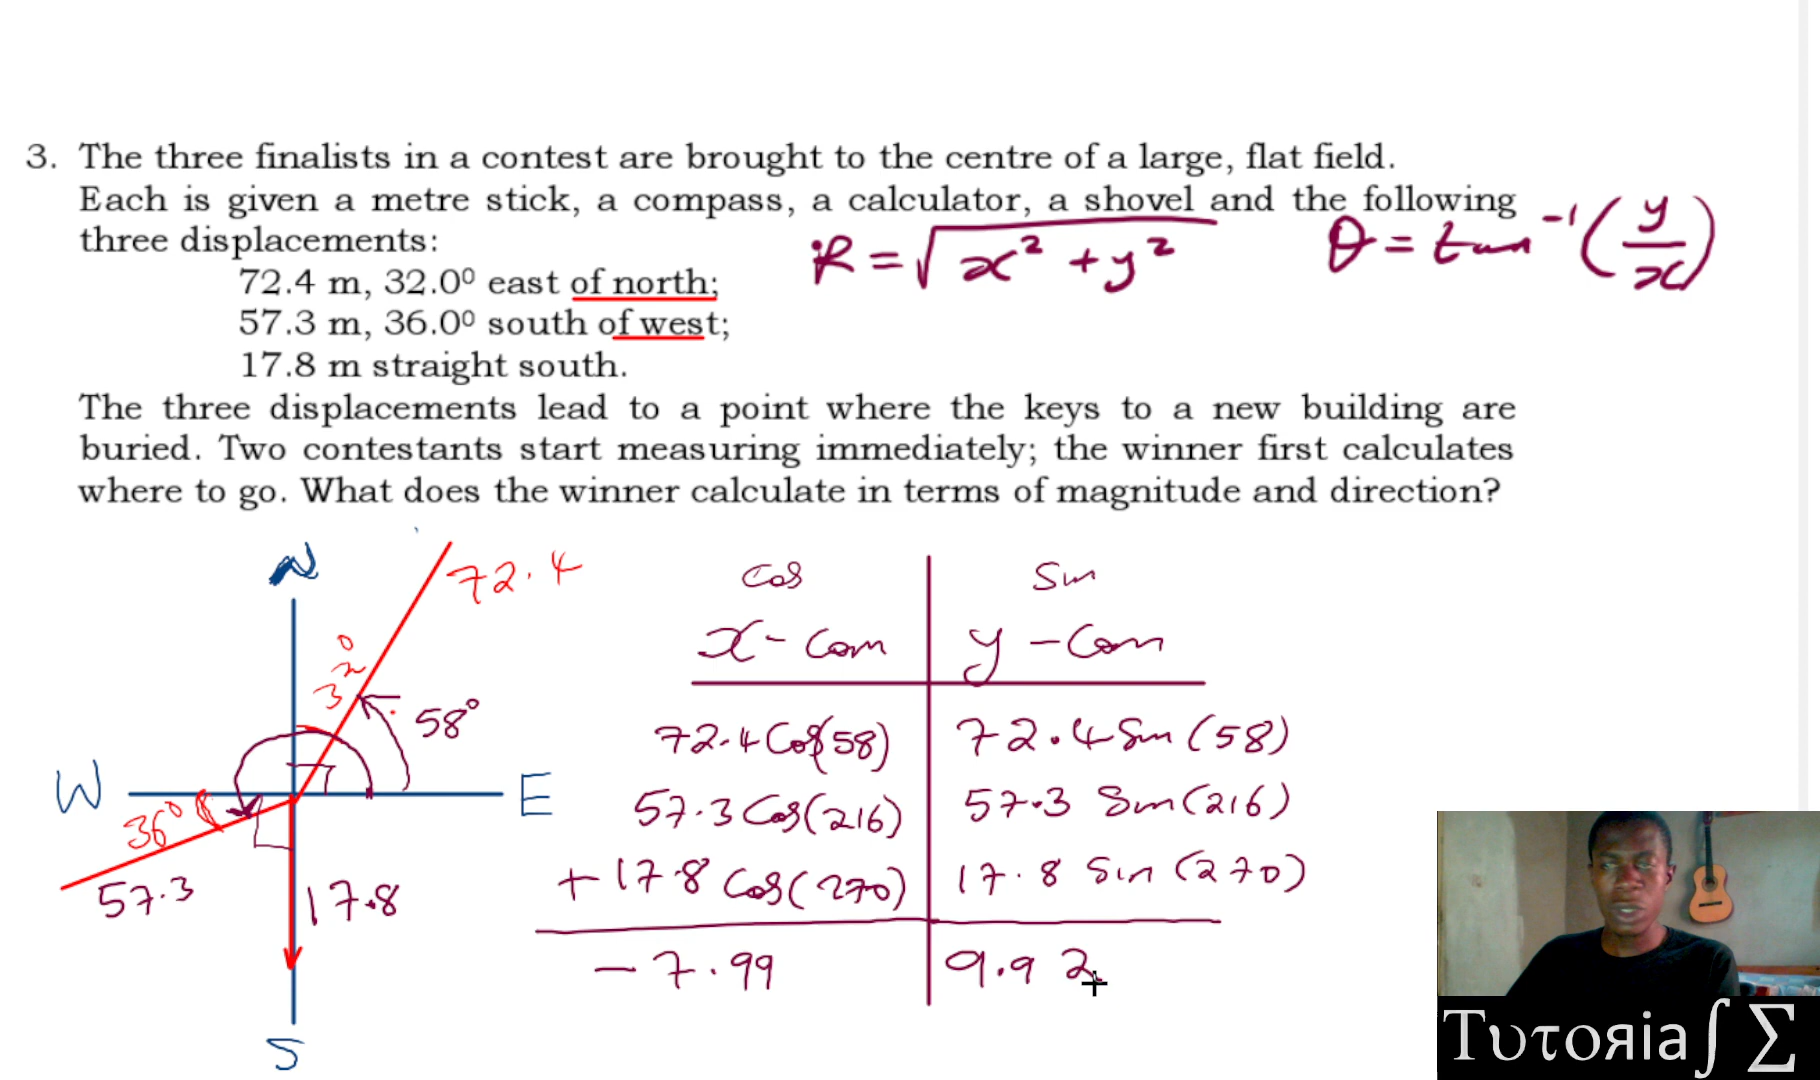 3. The three finalists in a contest are brought to the centre of a large, flat field.
Each is given a metre stick, a compass, a calculator, a shovel and the following
three displacements:
R = √x² + y²
θ = tan⁻¹(y/x)
72.4 m, 32.0⁰ east of north;
57.3 m, 36.0⁰ south of west;
17.8 m straight south.
The three displacements lead to a point where the keys to a new building are
buried. Two contestants start measuring immediately; the winner first calculates
where to go. What does the winner calculate in terms of magnitude and direction?
N
72.4
32⁰
58°
W
E
36⁰
57.3
17.8
S
Cos | Sin
x-Com | y-Com
72.4 Cos(58) | 72.4 Sin(58)
57.3 Cos(216) | 57.3 Sin(216)
+17.8 Cos(270) | 17.8 Sin(270)
-7.99 | 9.92
Tυτοяia∫ Σ